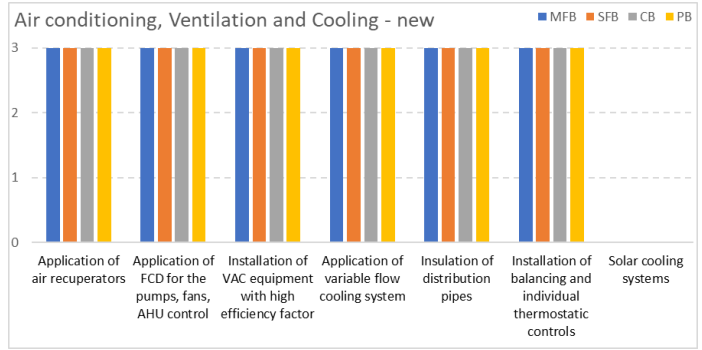 Air conditioning, Ventilation and Cooling - new
MFB SFB CB PB
3
2
1
0
Application of
air recuperators
Application of
FCD for the
pumps, fans,
AHU control
Installation of
VAC equipment
with high
efficiency factor
Application of
variable flow
cooling system
Insulation of
distribution
pipes
Installation of
balancing and
individual
thermostatic
controls
Solar cooling
systems